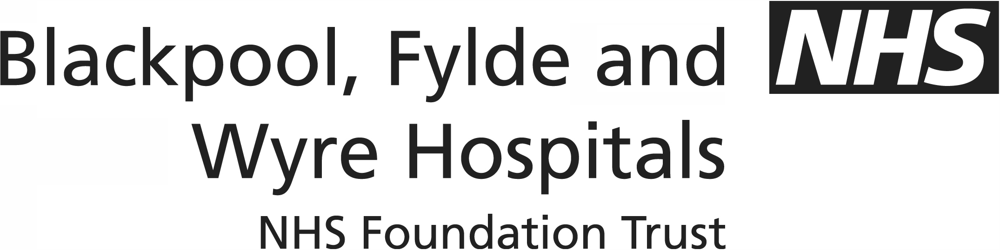 Blackpool, Fylde and NHS
Wyre Hospitals
NHS Foundation Trust